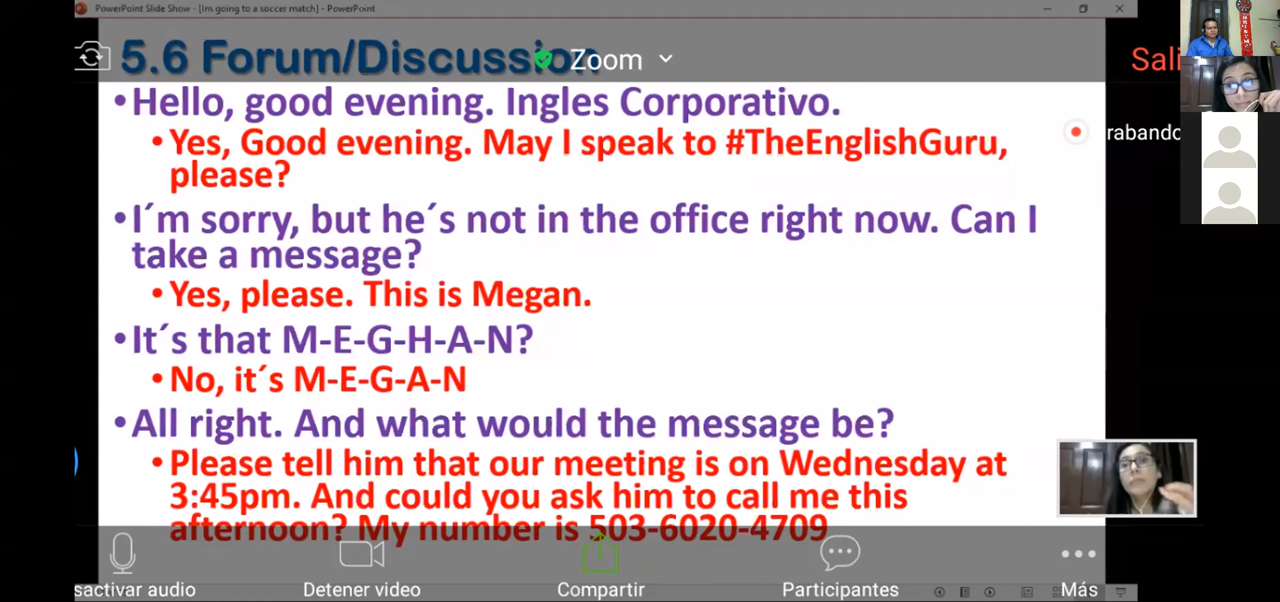 PowerPoint Slide Show - [Im going to a soccer match] - PowerPoint
5.6 Forum/Discussion
Zoom
Sali
•Hello, good evening. Ingles Corporativo.
•Yes, Good evening. May I speak to #TheEnglishGuru,
rabando
please?
•I´m sorry, but he´s not in the office right now. Can I
take a message?
•Yes, please. This is Megan.
•It´s that M-E-G-H-A-N?
•No, it´s M-E-G-A-N
•All right. And what would the message be?
•Please tell him that our meeting is on Wednesday at
3:45pm. And could you ask him to call me this
afternoon? My number is 503-6020-4709
sactivar audio
Detener video
Compartir
Participantes
Más